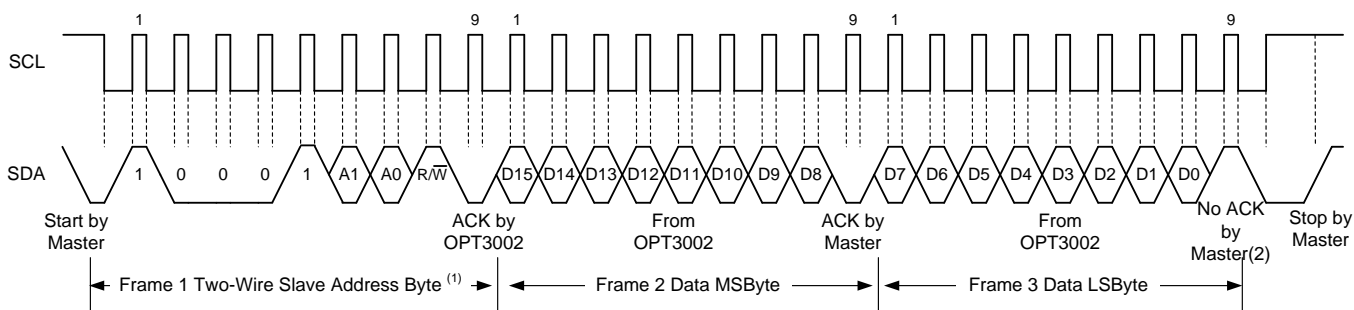 1 9 1 9 1 9
SCL
SDA
1 0 0 0 1 A1 A0 R/W̅ D15 D14 D13 D12 D11 D10 D9 D8 D7 D6 D5 D4 D3 D2 D1 D0
Start by
Master
ACK by
OPT3002
From
OPT3002
ACK by
Master
From
OPT3002
No ACK
by
Master(2)
Stop by
Master
Frame 1 Two-Wire Slave Address Byte (1)
Frame 2 Data MSByte
Frame 3 Data LSByte